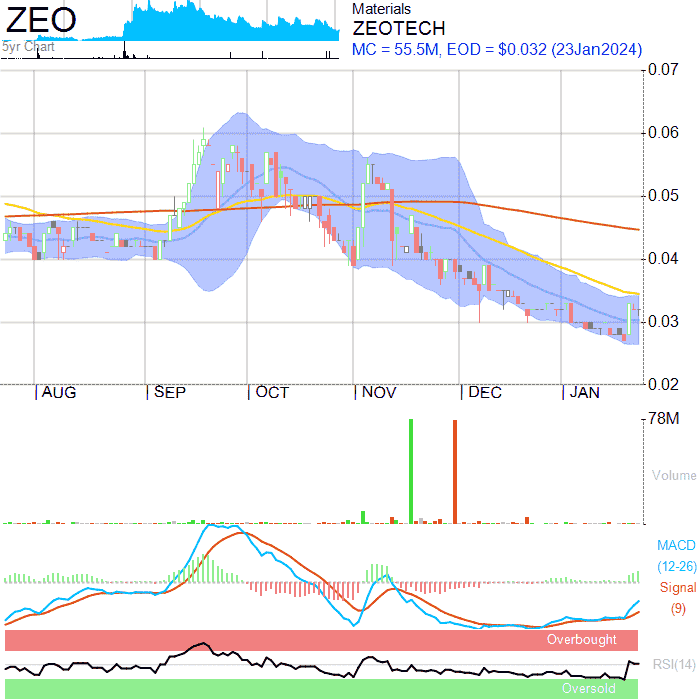 ZEO
5yr Chart
Materials
ZEOTECH
MC = 55.5M, EOD = $0.032 (23Jan2024)
0.07
0.06
0.05
0.04
0.03
0.02
AUG SEP OCT NOV DEC JAN
78M
Volume
MACD
(12-26)
Signal
(9)
Overbought
RSI(14)
Oversold